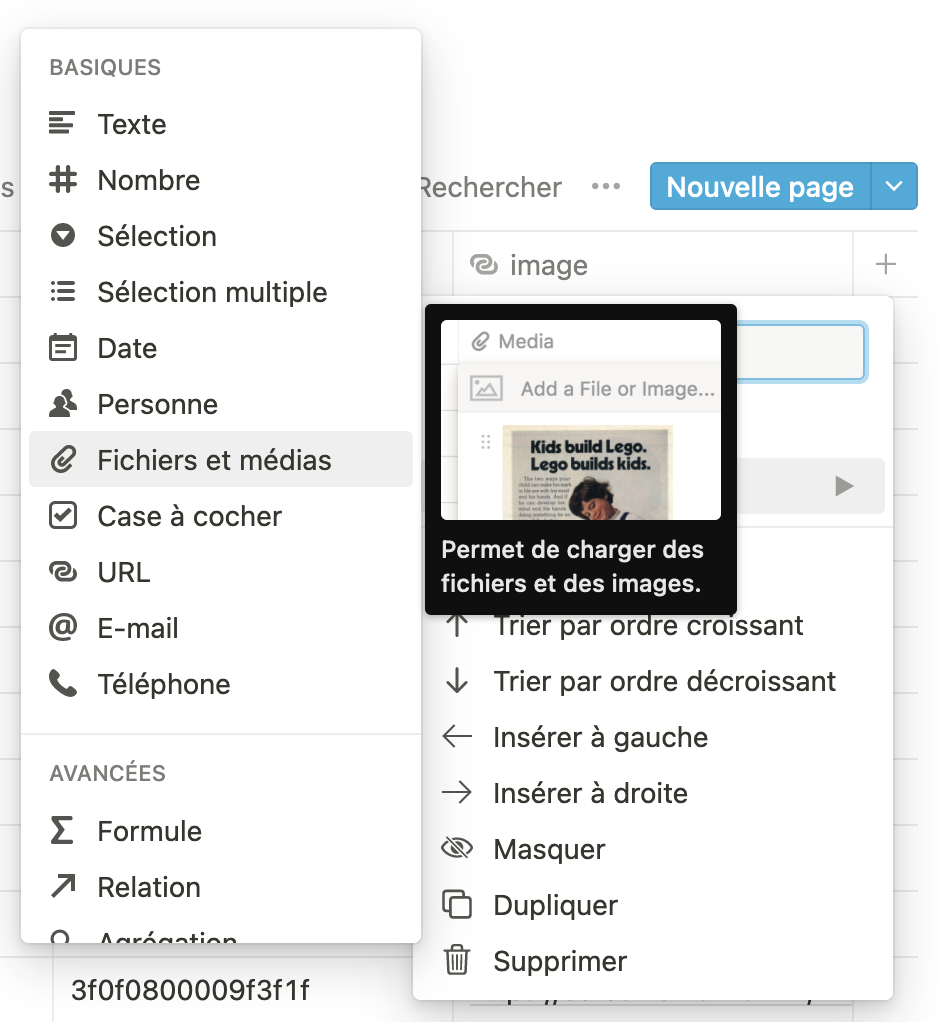 BASIQUES
Texte
Nombre
Sélection
Sélection multiple
Date
Personne
Fichiers et médias
Case à cocher
URL
E-mail
Téléphone
AVANCÉES
Formule
Relation
Agrégation
3f0f0800009f3f1f
s
Rechercher
Nouvelle page
image
Media
Add a File or Image...
Kids build Lego.
Lego builds kids.
Permet de charger des
fichiers et des images.
Trier par ordre croissant
Trier par ordre décroissant
Insérer à gauche
Insérer à droite
Masquer
Dupliquer
Supprimer